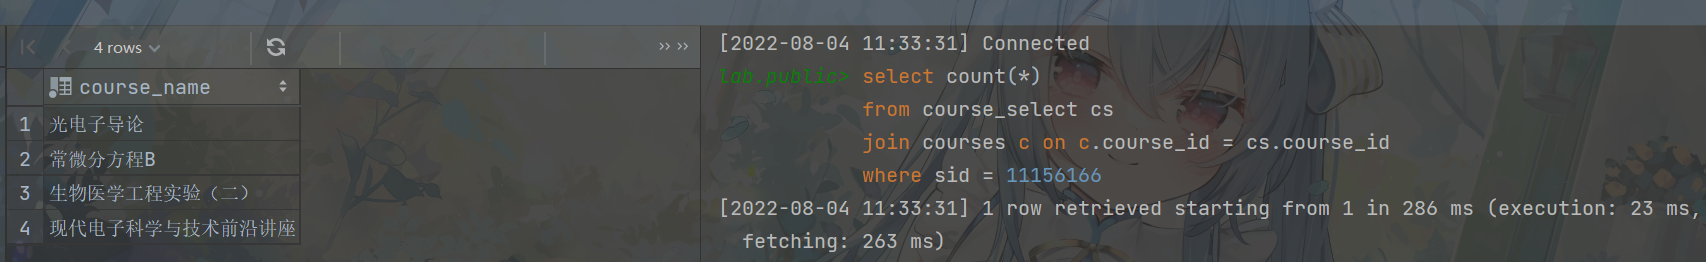 4 rows
course_name
1 光电子导论
2 常微分方程B
3 生物医学工程实验（二）
4 现代电子科学与技术前沿讲座
[2022-08-04 11:33:31] Connected
lab.public> select count(*)
from course_select cs
join courses c on c.course_id = cs.course_id
where sid = 11156166
[2022-08-04 11:33:31] 1 row retrieved starting from 1 in 286 ms (execution: 23 ms,
fetching: 263 ms)